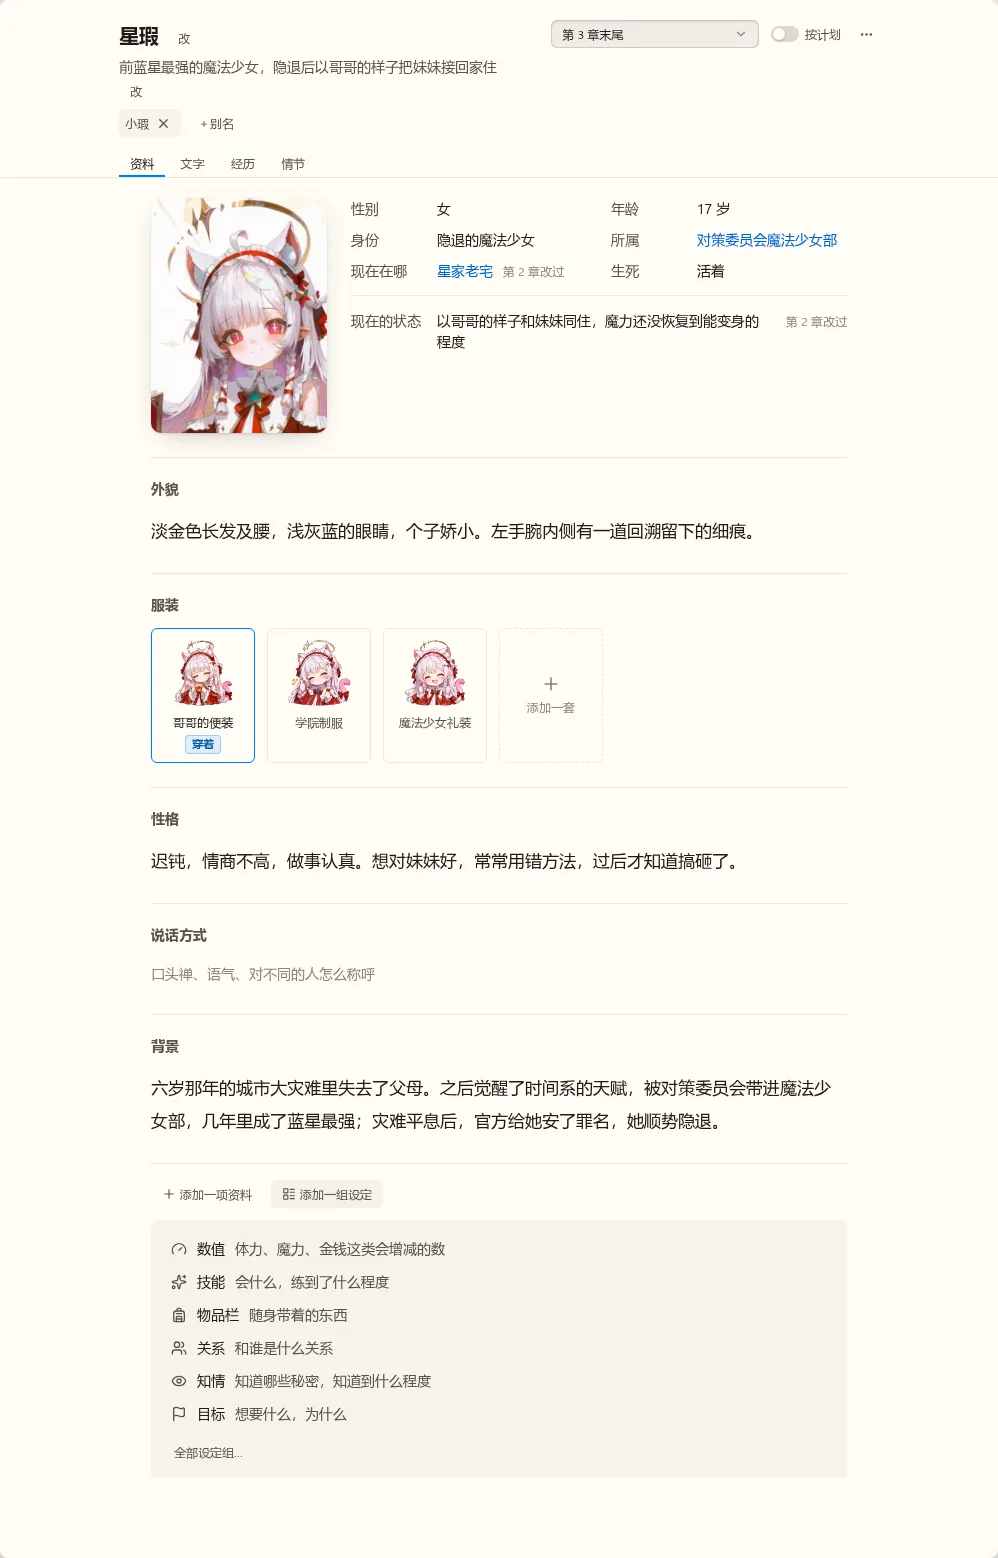 星瑕 改
第 3 章末尾 按计划 ···
前蓝星最强的魔法少女，隐退后以哥哥的样子把妹妹接回家住
改
小瑕 × + 别名
资料 文字 经历 情节
性别 女 年龄 17 岁
身份 隐退的魔法少女 所属 对策委员会魔法少女部
现在在哪 星家老宅 第 2 章改过 生死 活着
现在的状态 以哥哥的样子和妹妹同住，魔力还没恢复到能变身的 第 2 章改过
程度
外貌
淡金色长发及腰，浅灰蓝的眼睛，个子娇小。左手腕内侧有一道回溯留下的细痕。
服装
哥哥的便装 学院制服 魔法少女礼装 添加一套
穿着
性格
迟钝，情商不高，做事认真。想对妹妹好，常常用错方法，过后才知道搞砸了。
说话方式
口头禅、语气、对不同的人怎么称呼
背景
六岁那年的城市大灾难里失去了父母。之后觉醒了时间系的天赋，被对策委员会带进魔法少
女部，几年里成了蓝星最强；灾难平息后，官方给她安了罪名，她顺势隐退。
添加一项资料 添加一组设定
数值 体力、魔力、金钱这类会增减的数
技能 会什么，练到了什么程度
物品栏 随身带着的东西
关系 和谁是什么关系
知情 知道哪些秘密，知道到什么程度
目标 想要什么，为什么
全部设定组...